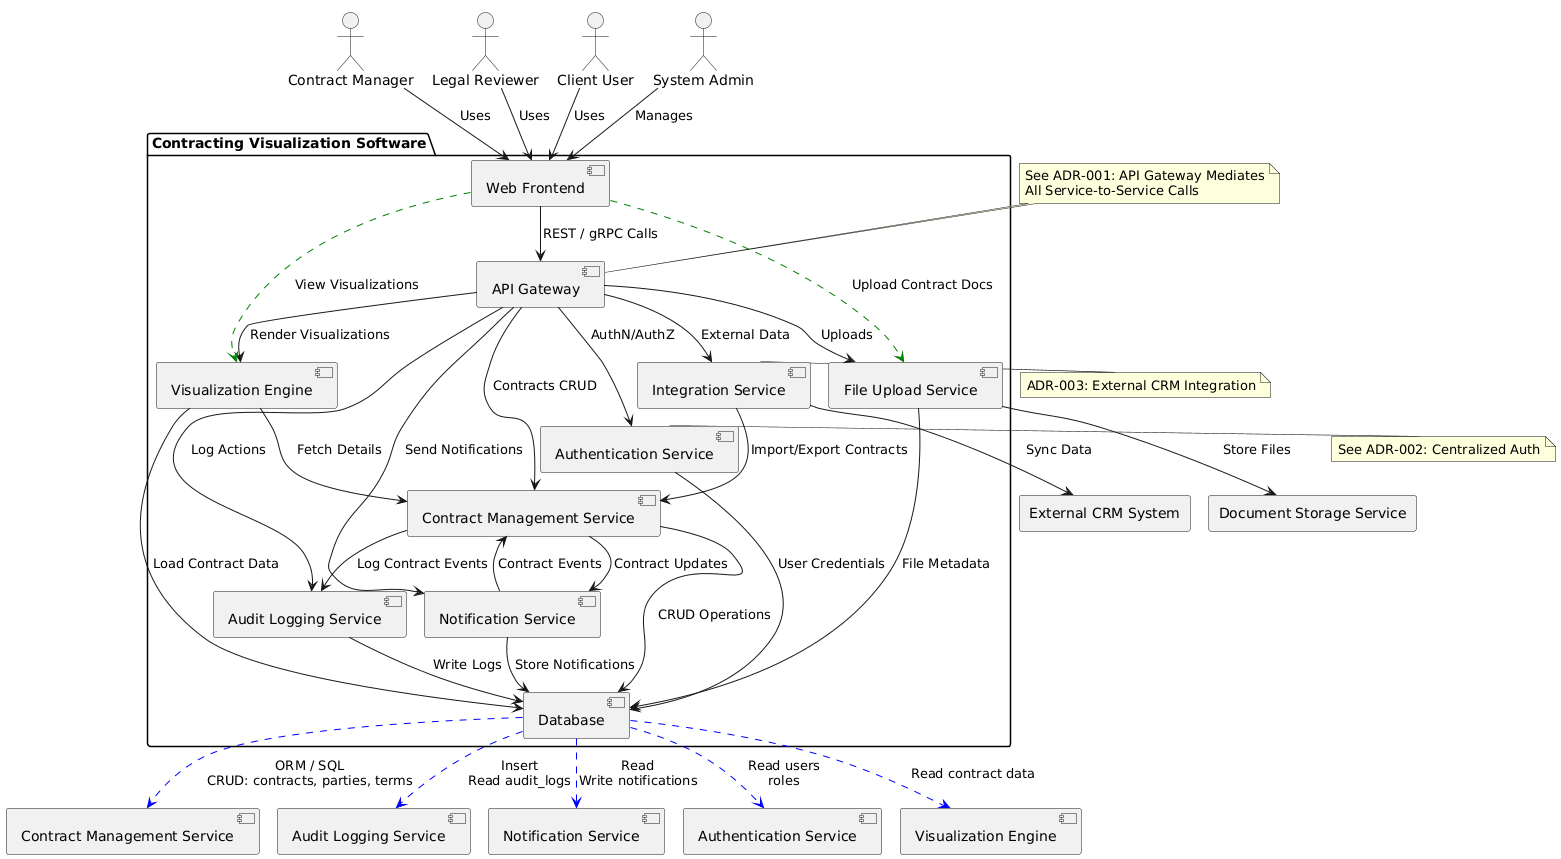 Contract Manager
Legal Reviewer
Client User
System Admin
Uses
Uses
Uses
Manages
Contracting Visualization Software
See ADR-001: API Gateway Mediates
All Service-to-Service Calls
Web Frontend
REST / gRPC Calls
API Gateway
View Visualizations
Upload Contract Docs
Render Visualizations
AuthN/AuthZ
External Data
Uploads
Visualization Engine
Contracts CRUD
Integration Service
File Upload Service
ADR-003: External CRM Integration
Log Actions
Fetch Details
Send Notifications
Authentication Service
Import/Export Contracts
Sync Data
Store Files
See ADR-002: Centralized Auth
Contract Management Service
External CRM System
Document Storage Service
Load Contract Data
Log Contract Events
Contract Events
Contract Updates
User Credentials
File Metadata
Audit Logging Service
Notification Service
CRUD Operations
Write Logs
Store Notifications
Database
ORM / SQL
CRUD: contracts, parties, terms
Insert
Read audit_logs
Read
Write notifications
Read users
roles
Read contract data
Contract Management Service
Audit Logging Service
Notification Service
Authentication Service
Visualization Engine